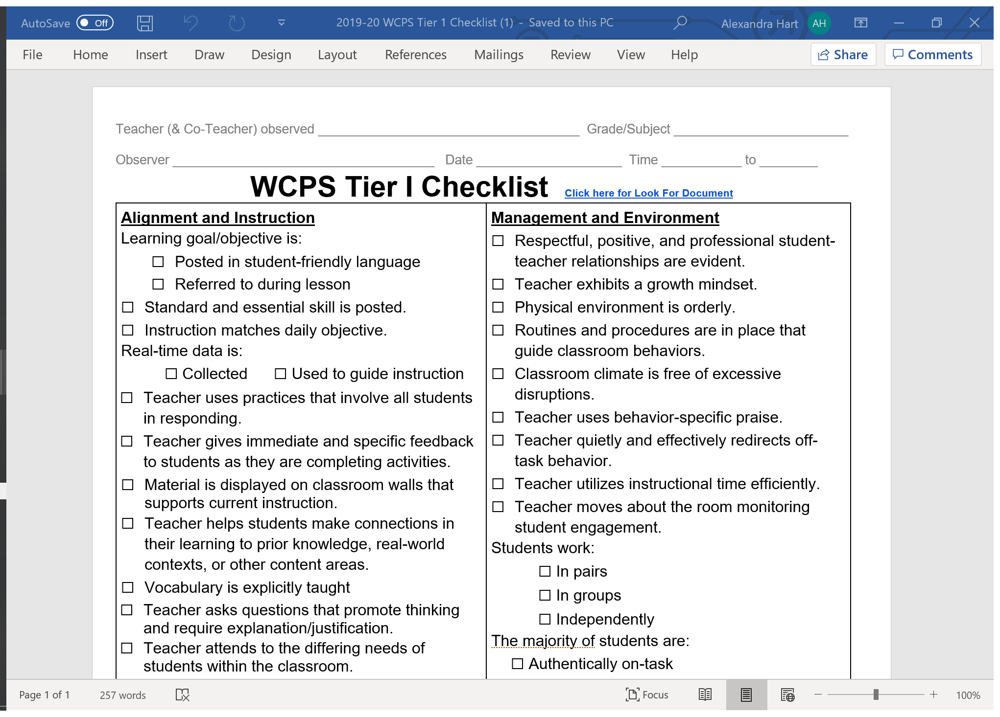 AutoSave Off 2019-20 WCPS Tier 1 Checklist (1) - Saved to this PC Alexandra Hart AH
File Home Insert Draw Design Layout References Mailings Review View Help Share Comments
Teacher (& Co-Teacher) observed Grade/Subject
Observer Date Time to
WCPS Tier I Checklist Click here for Look For Document
Alignment and Instruction
Learning goal/objective is:
☐ Posted in student-friendly language
☐ Referred to during lesson
☐ Standard and essential skill is posted.
☐ Instruction matches daily objective.
Real-time data is:
☐ Collected ☐ Used to guide instruction
☐ Teacher uses practices that involve all students
in responding.
☐ Teacher gives immediate and specific feedback
to students as they are completing activities.
☐ Material is displayed on classroom walls that
supports current instruction.
☐ Teacher helps students make connections in
their learning to prior knowledge, real-world
contexts, or other content areas.
☐ Vocabulary is explicitly taught
☐ Teacher asks questions that promote thinking
and require explanation/justification.
☐ Teacher attends to the differing needs of
students within the classroom.
Management and Environment
☐ Respectful, positive, and professional student-
teacher relationships are evident.
☐ Teacher exhibits a growth mindset.
☐ Physical environment is orderly.
☐ Routines and procedures are in place that
guide classroom behaviors.
☐ Classroom climate is free of excessive
disruptions.
☐ Teacher uses behavior-specific praise.
☐ Teacher quietly and effectively redirects off-
task behavior.
☐ Teacher utilizes instructional time efficiently.
☐ Teacher moves about the room monitoring
student engagement.
Students work:
☐ In pairs
☐ In groups
☐ Independently
The majority of students are:
☐ Authentically on-task
Page 1 of 1 257 words Focus 100%